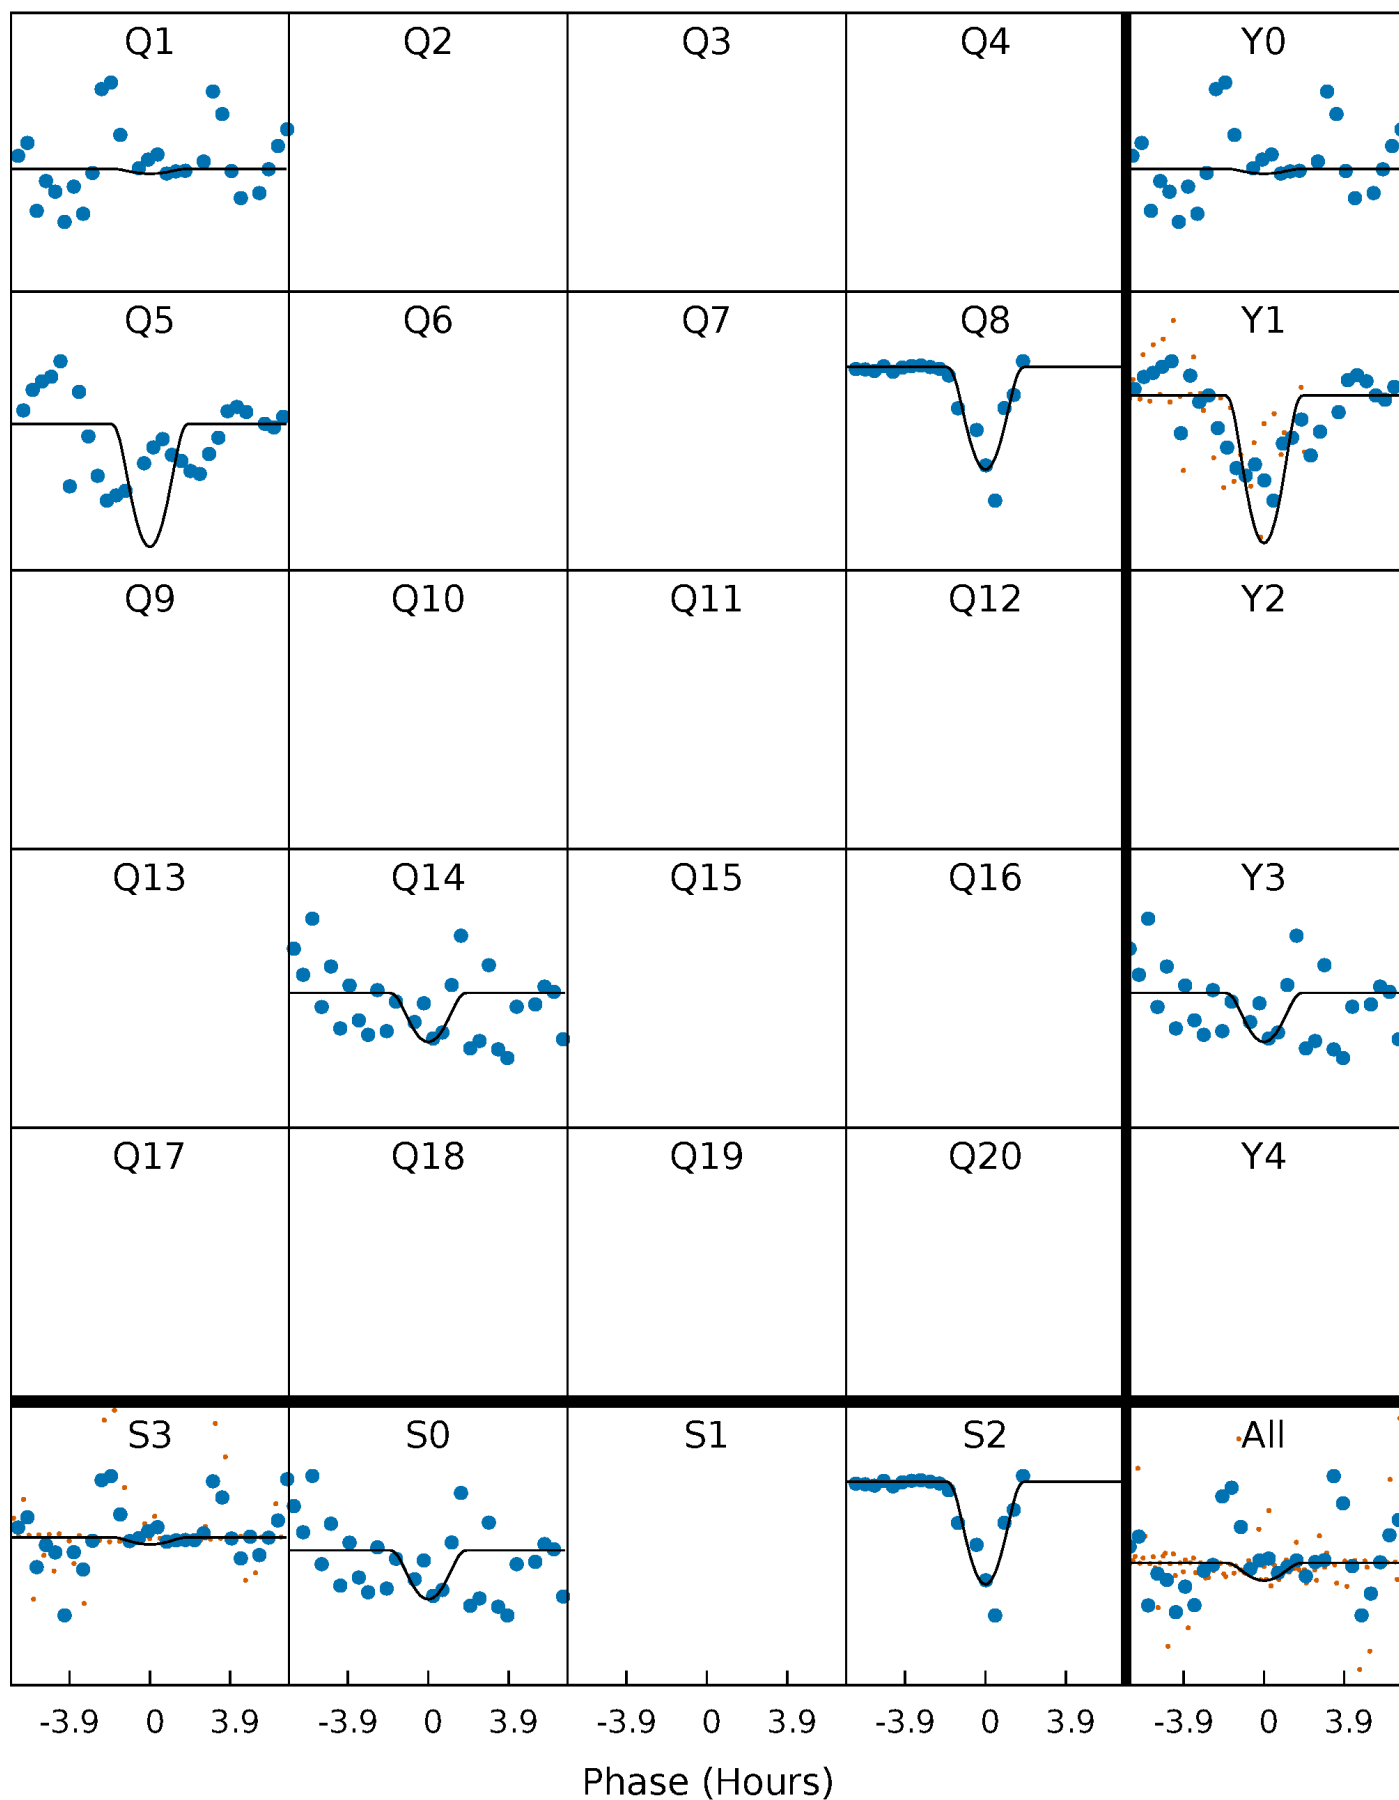 Q1 Q2 Q3 Q4 Y0
Q5 Q6 Q7 Q8 Y1
Q9 Q10 Q11 Q12 Y2
Q13 Q14 Q15 Q16 Y3
Q17 Q18 Q19 Q20 Y4
S3 S0 S1 S2 All
-3.9 0 3.9 -3.9 0 3.9 -3.9 0 3.9 -3.9 0 3.9 -3.9 0 3.9
Phase (Hours)